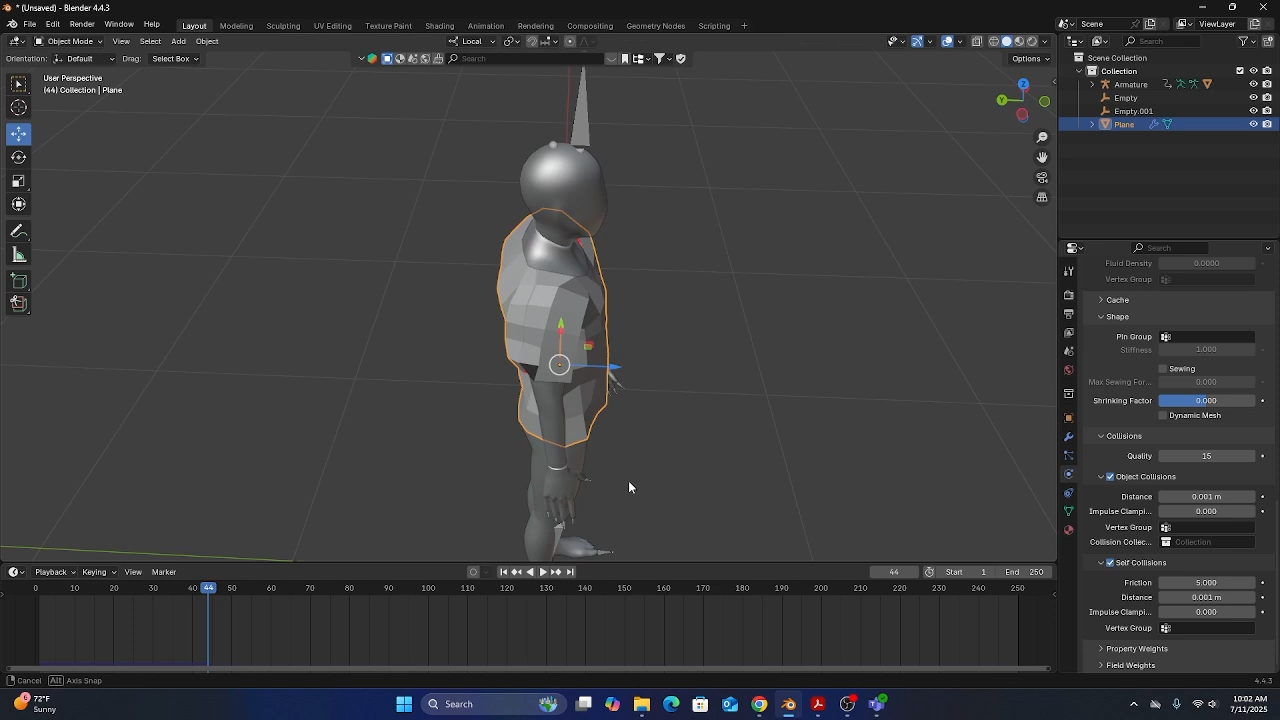 * (Unsaved) - Blender 4.4.3
File Edit Render Window Help Layout Modeling Sculpting UV Editing Texture Paint Shading Animation Rendering Compositing Geometry Nodes Scripting + Scene ViewLayer
Object Mode View Select Add Object Local Search
Orientation: Default Drag: Select Box Search Options
User Perspective
(44) Collection | Plane
Scene Collection
Collection
Armature
Empty
Empty.001
Plane
Z
Y
Search
Fluid Density 0.0000
Vertex Group
Cache
Shape
Pin Group
Stiffness 1.000
Sewing
Max Sewing For... 0.000
Shrinking Factor 0.000
Dynamic Mesh
Collisions
Quality 15
Object Collisions
Distance 0.001 m
Impulse Clampi... 0.000
Vertex Group
Collision Collec... Collection
Self Collisions
Friction 5.000
Distance 0.001 m
Impulse Clampi... 0.000
Vertex Group
Property Weights
Field Weights
Playback Keying View Marker 44 Start 1 End 250
0 10 20 30 40 44 50 60 70 80 90 100 110 120 130 140 150 160 170 180 190 200 210 220 230 240 250
Cancel Alt Axis Snap 4.4.3
72°F
Sunny
Search
10:02 AM
7/11/2025